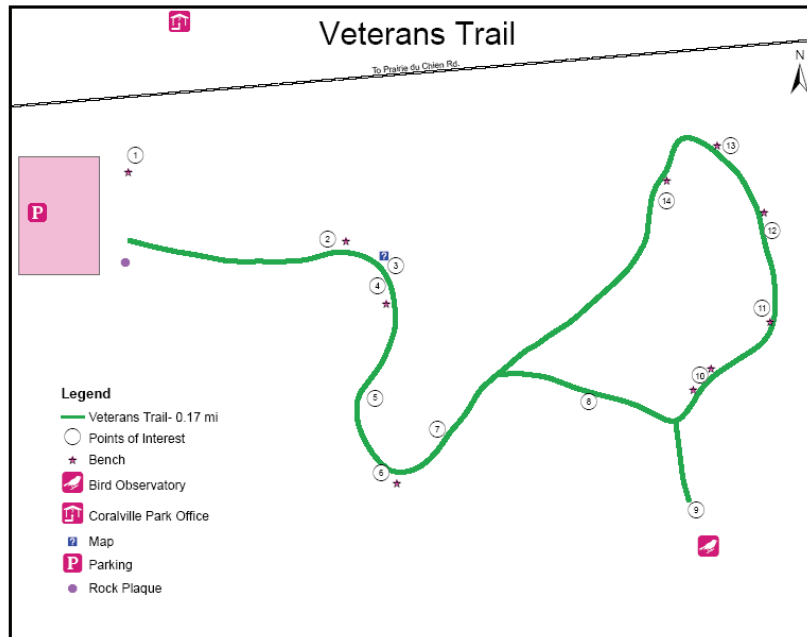 Veterans Trail
To Prairie du Chien Rd.
N
1
P
2
?
3
4
5
6
7
8
9
10
11
12
13
14
Legend
Veterans Trail- 0.17 mi
Points of Interest
Bench
Bird Observatory
Coralville Park Office
? Map
P Parking
Rock Plaque